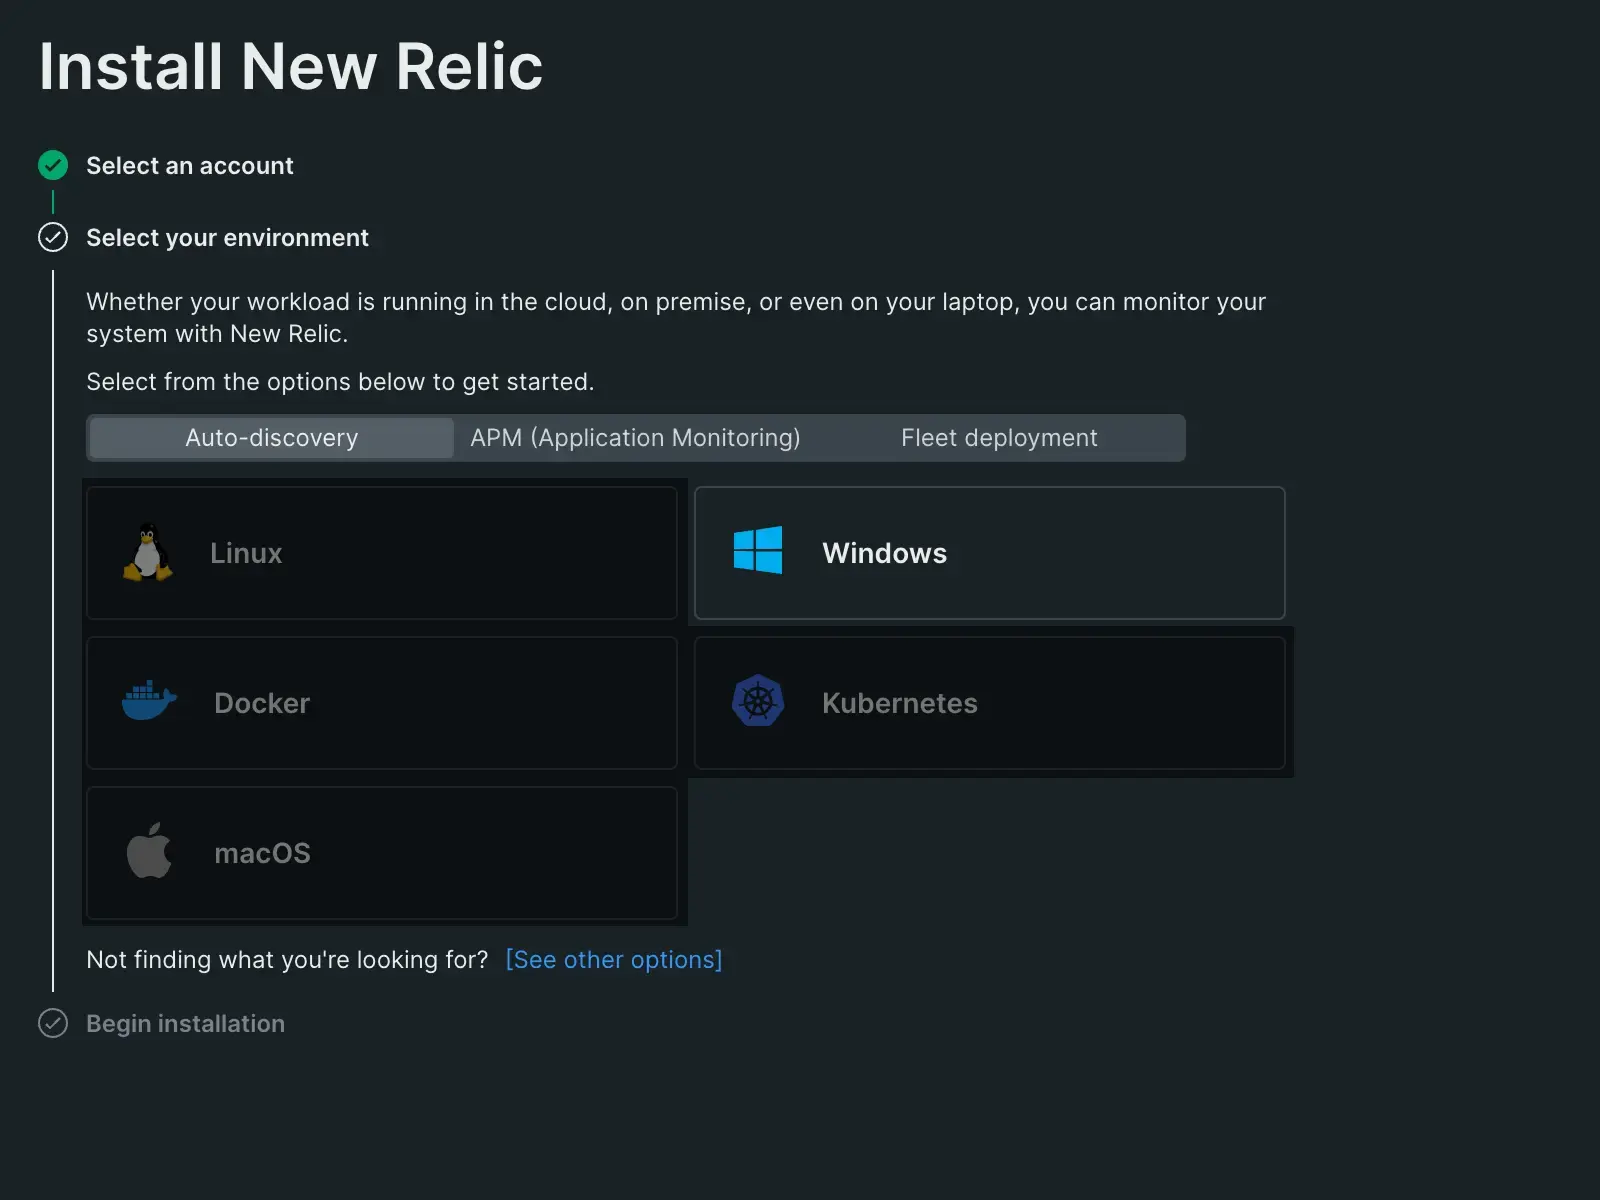 Install New Relic
Select an account
Select your environment
Whether your workload is running in the cloud, on premise, or even on your laptop, you can monitor your
system with New Relic.
Select from the options below to get started.
Auto-discovery APM (Application Monitoring) Fleet deployment
Linux Windows
Docker Kubernetes
macOS
Not finding what you're looking for? [See other options]
Begin installation